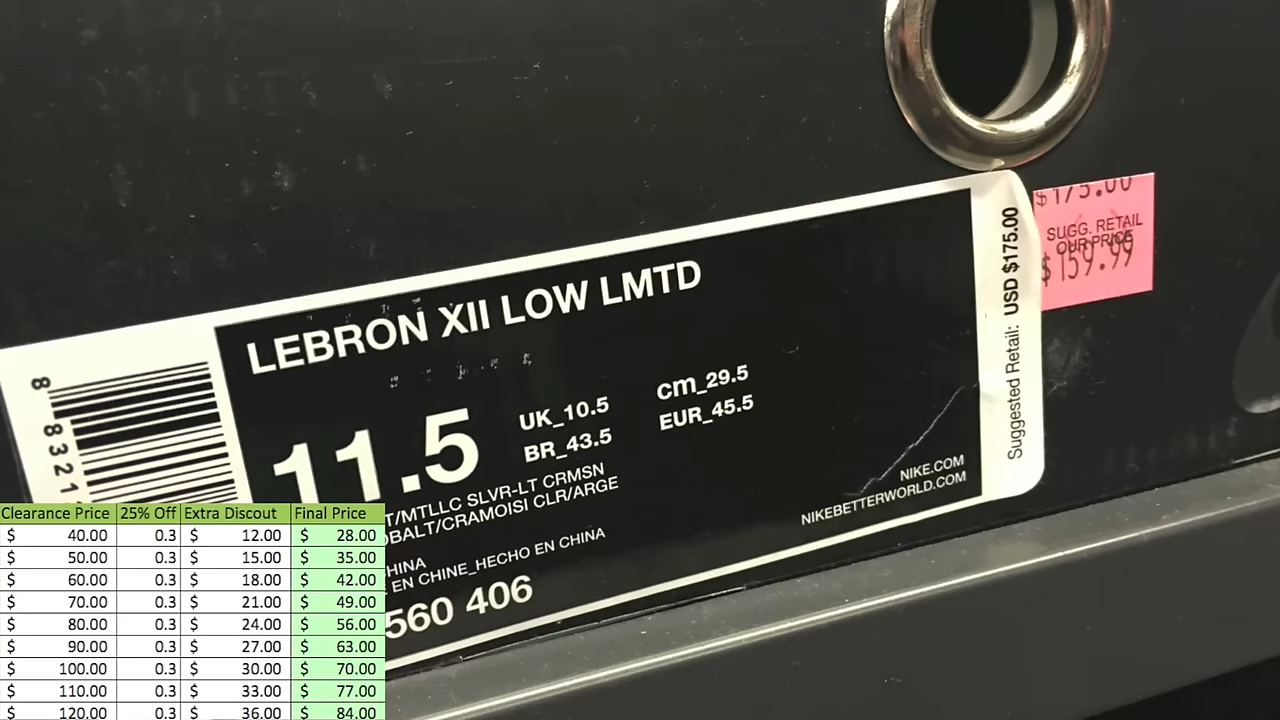 $175.00
SUGG. RETAIL
OUR PRICE
$159.99
Suggested Retail: USD $175.00
LEBRON XII LOW LMTD
11.5
UK_10.5
cm_29.5
BR_43.5
EUR_45.5
T/MTLLC SLVR-LT CRMSN
OBALT/CRAMOISI CLR/ARGE
NIKE.COM
NIKEBETTERWORLD.COM
EN CHINE_HECHO EN CHINA
560 406
8 8321
Clearance Price 25% Off Extra Discout Final Price
$ 40.00 0.3 $ 12.00 $ 28.00
$ 50.00 0.3 $ 15.00 $ 35.00
$ 60.00 0.3 $ 18.00 $ 42.00
$ 70.00 0.3 $ 21.00 $ 49.00
$ 80.00 0.3 $ 24.00 $ 56.00
$ 90.00 0.3 $ 27.00 $ 63.00
$ 100.00 0.3 $ 30.00 $ 70.00
$ 110.00 0.3 $ 33.00 $ 77.00
$ 120.00 0.3 $ 36.00 $ 84.00